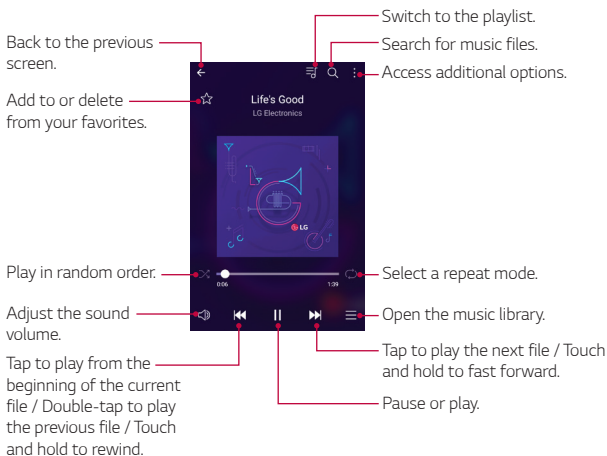 Switch to the playlist.
Back to the previous
screen.
Search for music files.
Access additional options.
Add to or delete
from your favorites.
Life's Good
LG Electronics
LG
Play in random order.
Select a repeat mode.
0:06
1:39
Adjust the sound
volume.
Open the music library.
Tap to play from the
beginning of the current
file / Double-tap to play
the previous file / Touch
and hold to rewind.
Tap to play the next file / Touch
and hold to fast forward.
Pause or play.